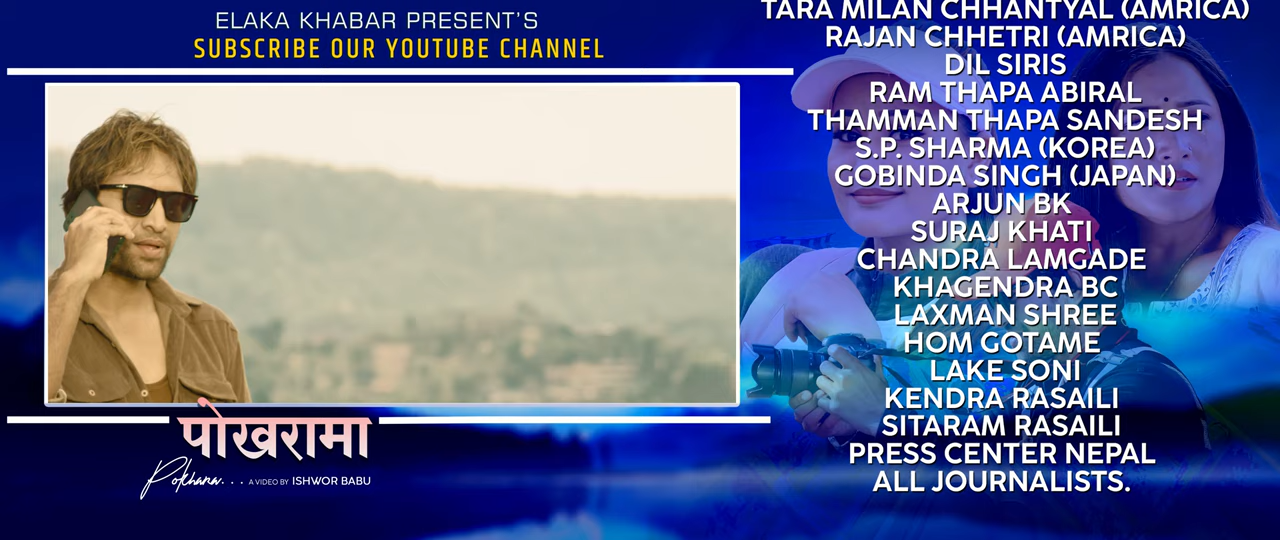 ELAKA KHABAR PRESENT'S
SUBSCRIBE OUR YOUTUBE CHANNEL
पोखरामा
Pokhara...
A VIDEO BY ISHWOR BABU
TARA MILAN CHHANTYAL (AMRICA)
RAJAN CHHETRI (AMRICA)
DIL SIRIS
RAM THAPA ABIRAL
THAMMAN THAPA SANDESH
S.P. SHARMA (KOREA)
GOBINDA SINGH (JAPAN)
ARJUN BK
SURAJ KHATI
CHANDRA LAMGADE
KHAGENDRA BC
LAXMAN SHREE
HOM GOTAME
LAKE SONI
KENDRA RASAILI
SITARAM RASAILI
PRESS CENTER NEPAL
ALL JOURNALISTS.